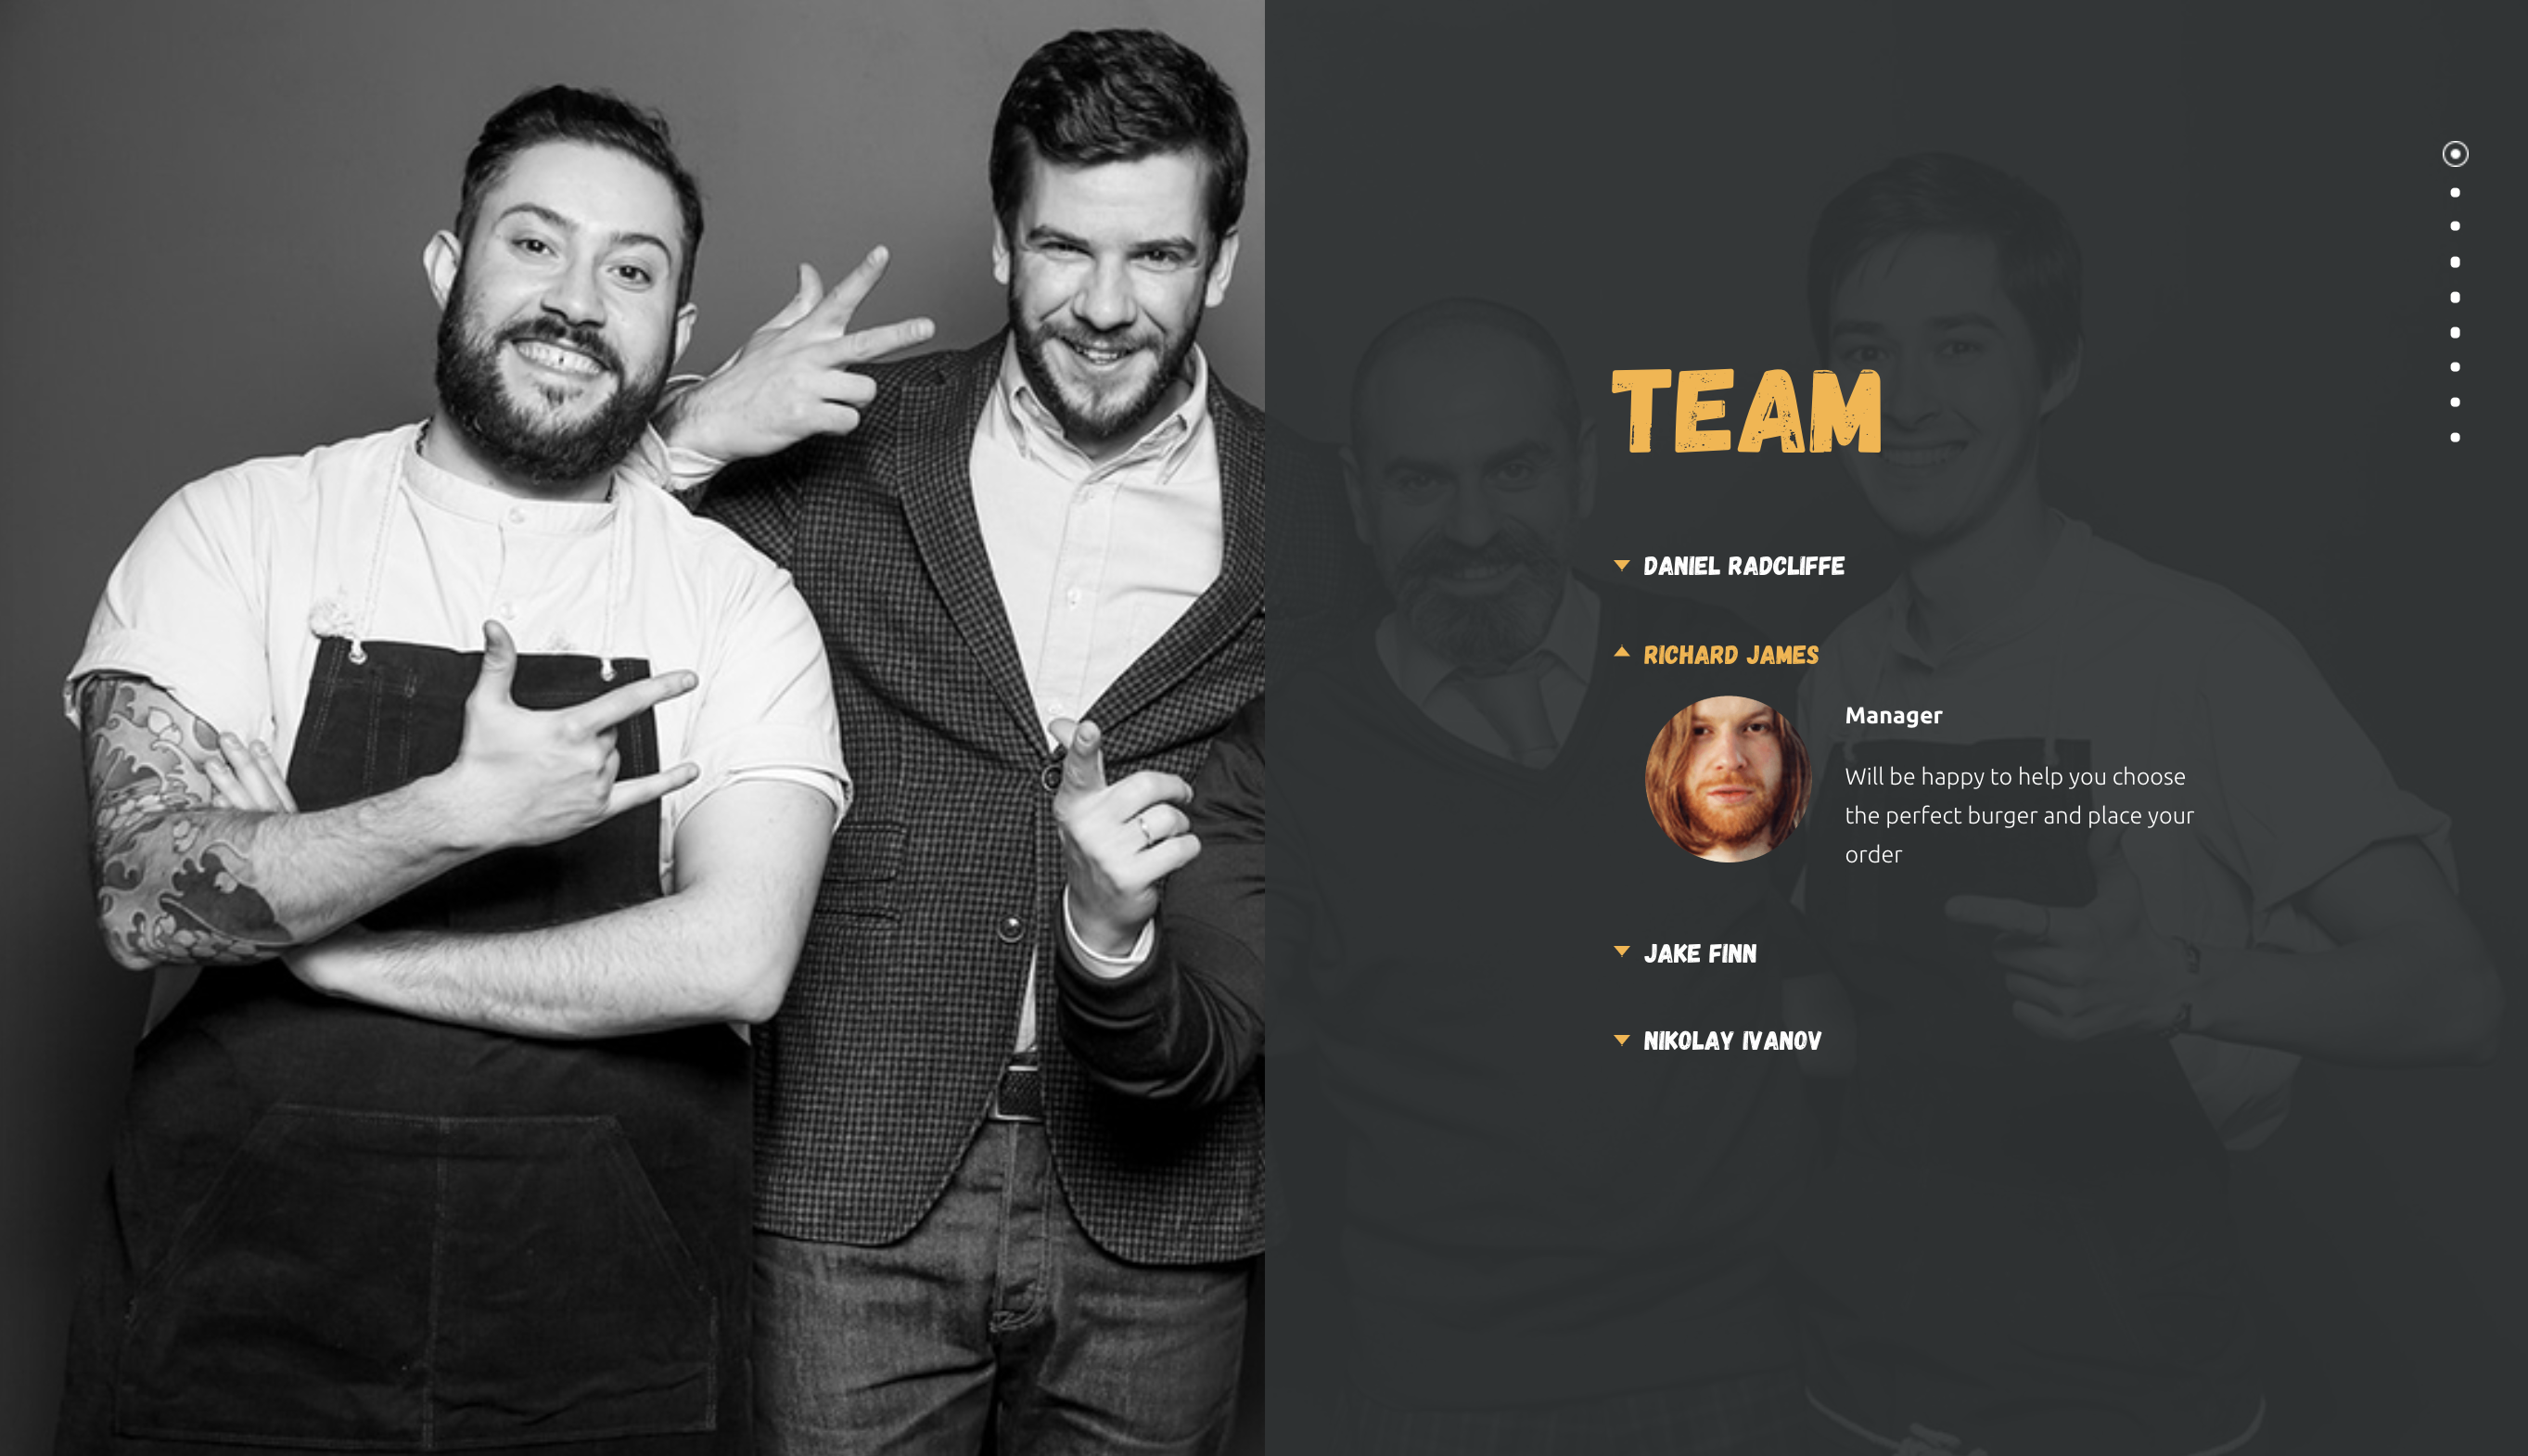 TEAM
DANIEL RADCLIFFE
RICHARD JAMES
Manager
Will be happy to help you choose
the perfect burger and place your
order
JAKE FINN
NIKOLAY IVANOV